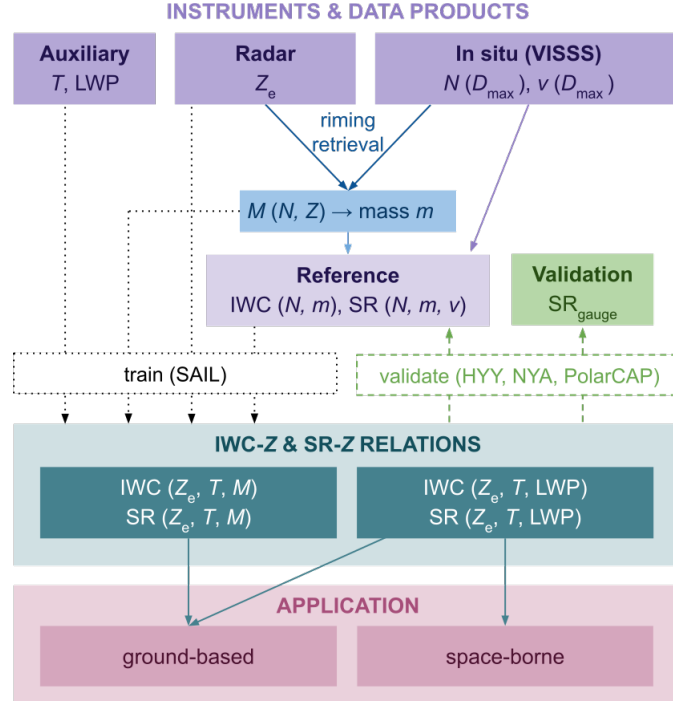 INSTRUMENTS & DATA PRODUCTS
Auxiliary
T, LWP
Radar
Zₑ
In situ (VISSS)
N (Dmax), v (Dmax)
riming
retrieval
M (N, Z) → mass m
Reference
IWC (N, m), SR (N, m, v)
Validation
SRgauge
train (SAIL)
validate (HYY, NYA, PolarCAP)
IWC-Z & SR-Z RELATIONS
IWC (Zₑ, T, M)
SR (Zₑ, T, M)
IWC (Zₑ, T, LWP)
SR (Zₑ, T, LWP)
APPLICATION
ground-based
space-borne